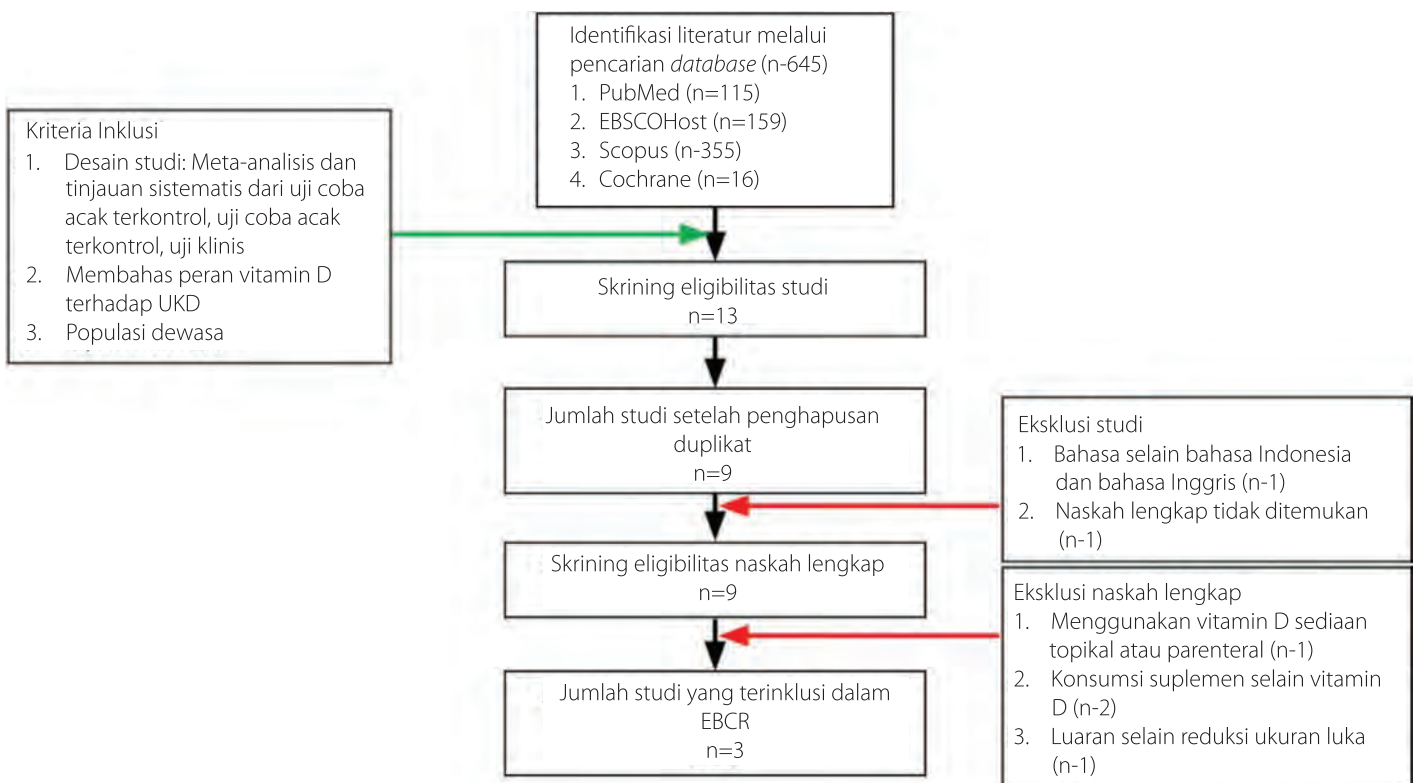 Identifikasi literatur melalui
pencarian database (n-645)
1. PubMed (n=115)
2. EBSCOHost (n=159)
3. Scopus (n-355)
4. Cochrane (n=16)
Kriteria Inklusi
1. Desain studi: Meta-analisis dan
tinjauan sistematis dari uji coba
acak terkontrol, uji coba acak
terkontrol, uji klinis
2. Membahas peran vitamin D
terhadap UKD
3. Populasi dewasa
Skrining eligibilitas studi
n=13
Jumlah studi setelah penghapusan
duplikat
n=9
Eksklusi studi
1. Bahasa selain bahasa Indonesia
dan bahasa Inggris (n-1)
2. Naskah lengkap tidak ditemukan
(n-1)
Skrining eligibilitas naskah lengkap
n=9
Eksklusi naskah lengkap
1. Menggunakan vitamin D sediaan
topikal atau parenteral (n-1)
2. Konsumsi suplemen selain vitamin
D (n-2)
3. Luaran selain reduksi ukuran luka
(n-1)
Jumlah studi yang terinklusi dalam
EBCR
n=3